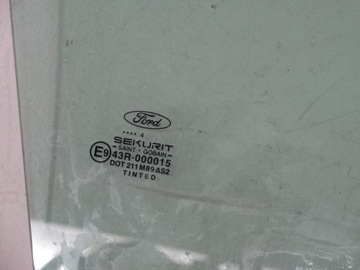 Ford
•••• 4
SEKURIT
SAINT - GOBAIN
E9 43R-000015
DOT 211 M89 AS2
TINTED